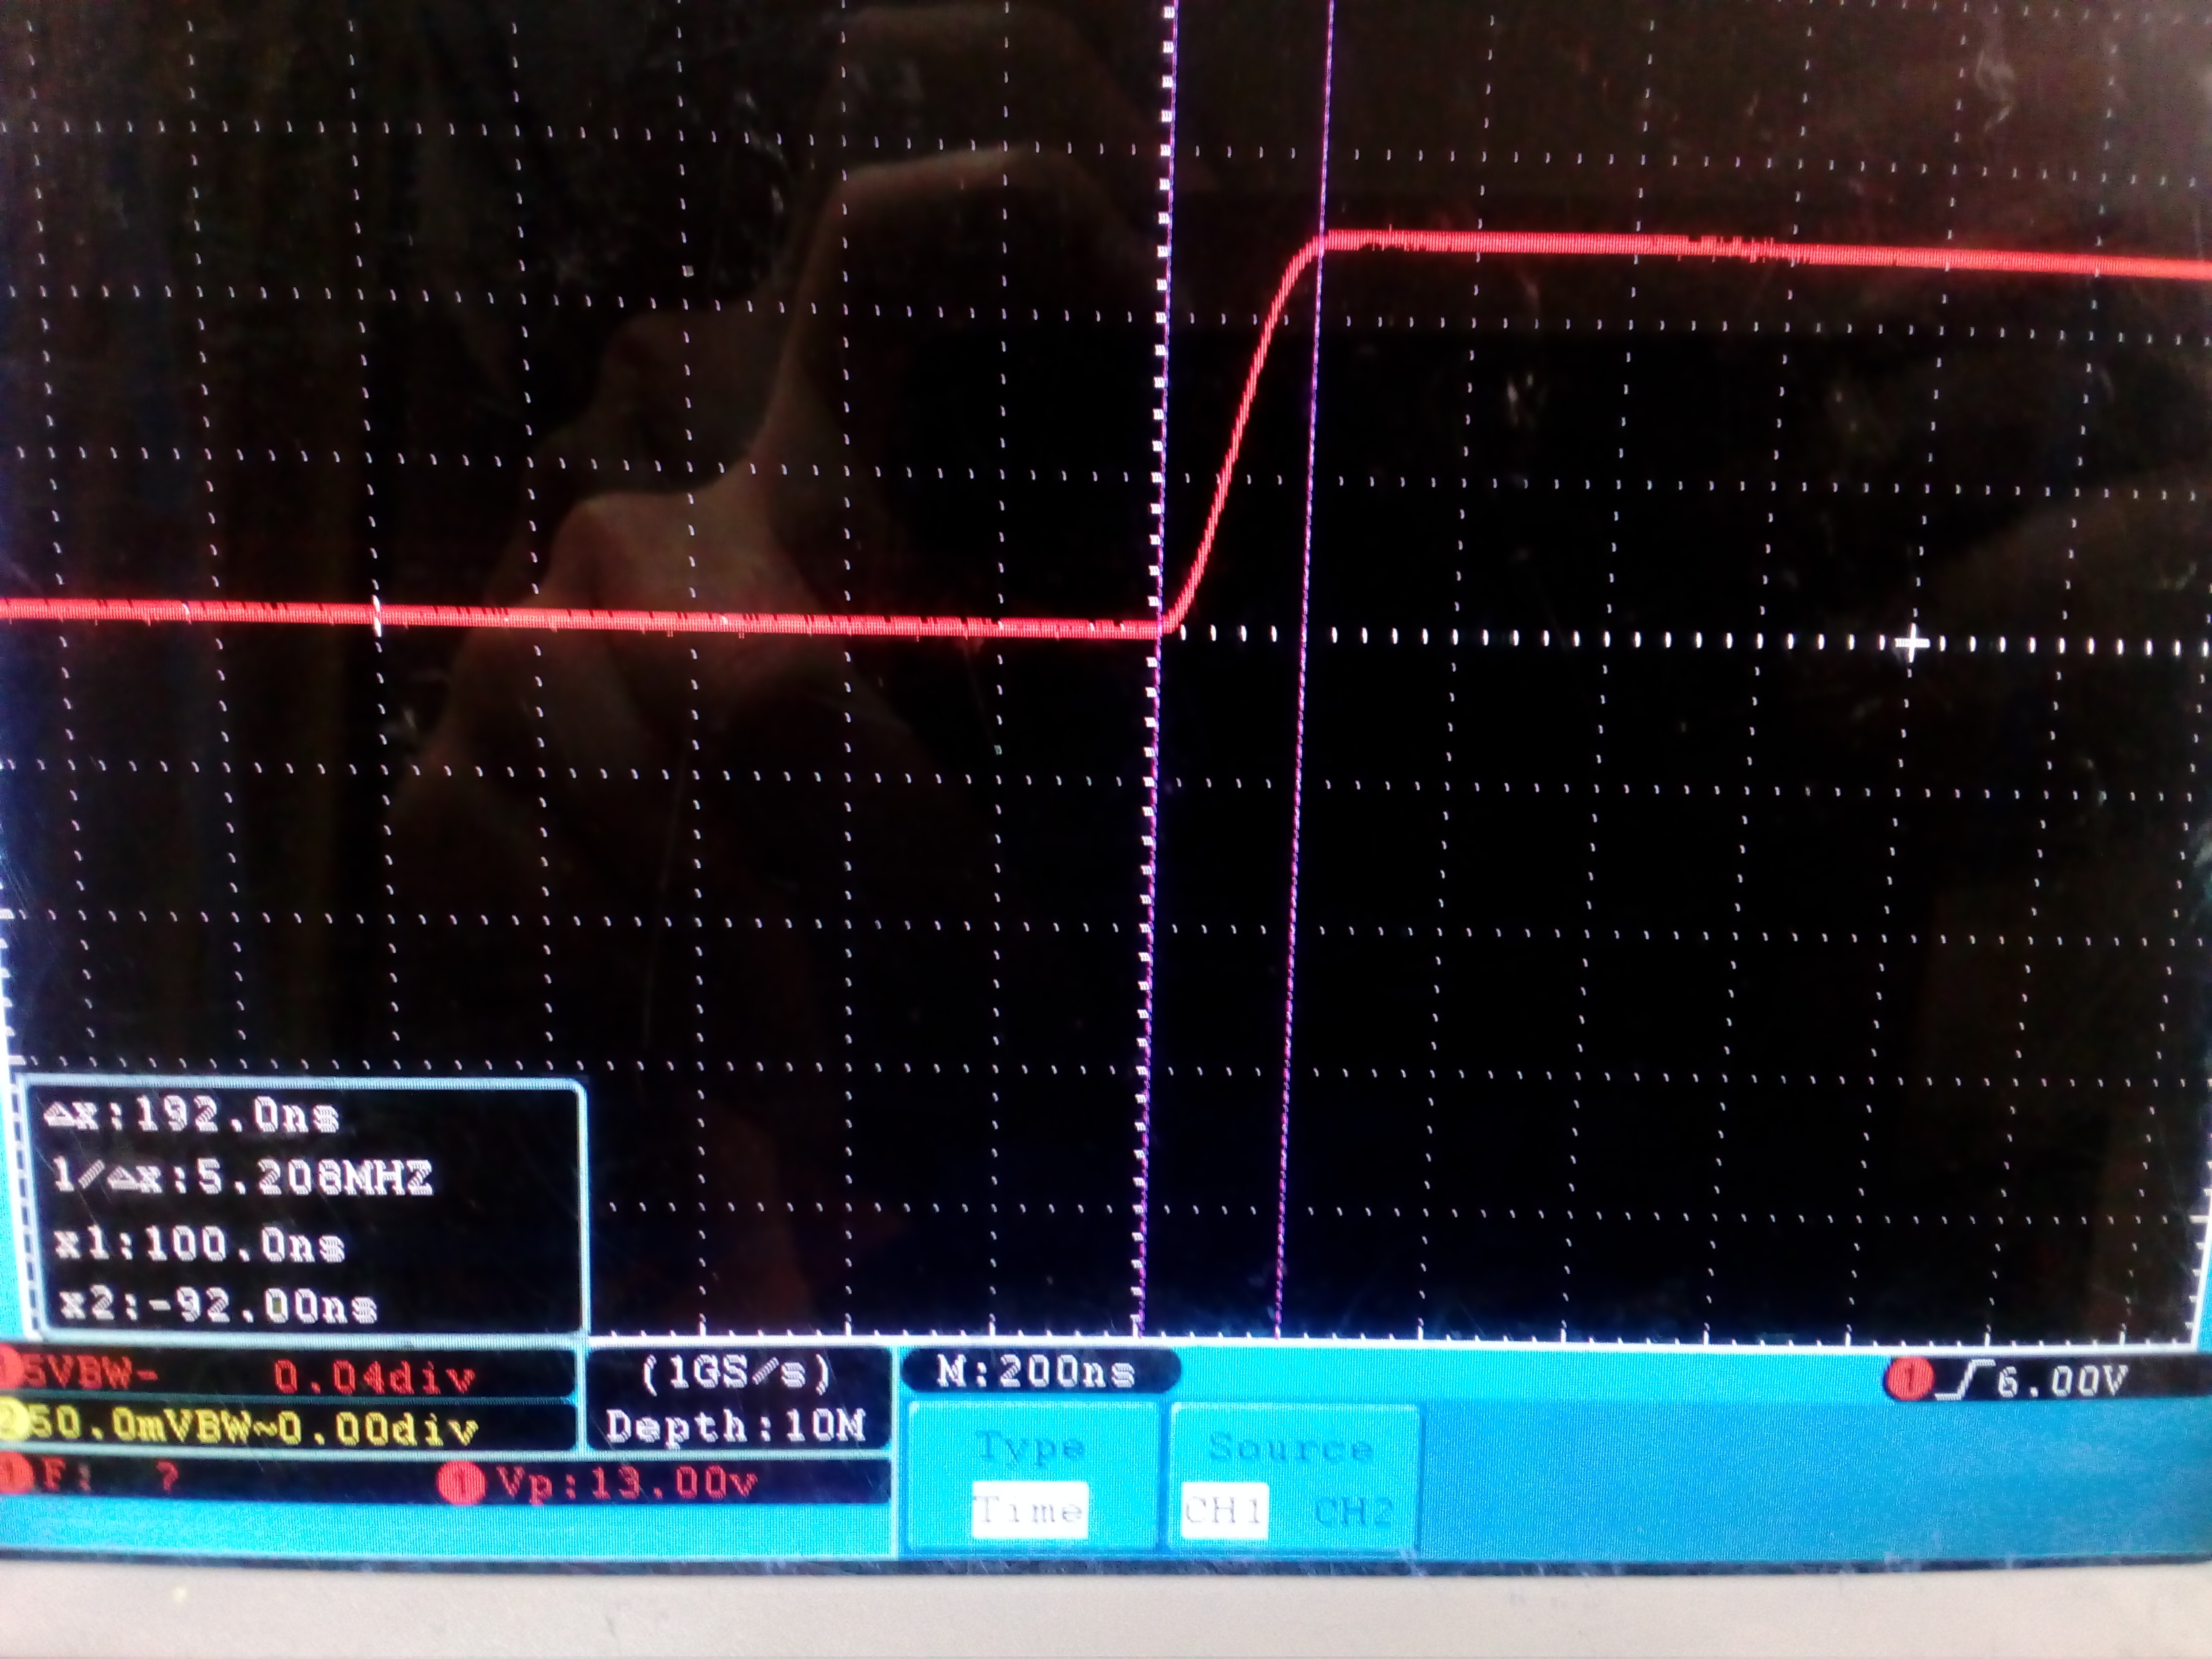 △x:192.0ns
1/△x:5.208MHZ
x1:100.0ns
x2:-92.00ns
1 5VBW- 0.04div
2 50.0mVBW~0.00div
1 F: ? 1 Vp:13.00v
(1GS/s)
Depth:10M
M:200ns
1 6.00V
Type
Time
Source
CH1 CH2